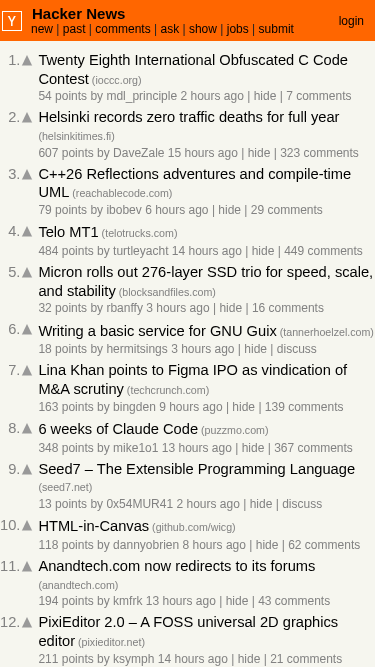 Y
Hacker News
new | past | comments | ask | show | jobs | submit
login
1. Twenty Eighth International Obfuscated C Code
Contest (ioccc.org)
54 points by mdl_principle 2 hours ago | hide | 7 comments
2. Helsinki records zero traffic deaths for full year
(helsinkitimes.fi)
607 points by DaveZale 15 hours ago | hide | 323 comments
3. C++26 Reflections adventures and compile-time
UML (reachablecode.com)
79 points by ibobev 6 hours ago | hide | 29 comments
4. Telo MT1 (telotrucks.com)
484 points by turtleyacht 14 hours ago | hide | 449 comments
5. Micron rolls out 276-layer SSD trio for speed, scale,
and stability (blocksandfiles.com)
32 points by rbanffy 3 hours ago | hide | 16 comments
6. Writing a basic service for GNU Guix (tannerhoelzel.com)
18 points by hermitsings 3 hours ago | hide | discuss
7. Lina Khan points to Figma IPO as vindication of
M&A scrutiny (techcrunch.com)
163 points by bingden 9 hours ago | hide | 139 comments
8. 6 weeks of Claude Code (puzzmo.com)
348 points by mike1o1 13 hours ago | hide | 367 comments
9. Seed7 – The Extensible Programming Language
(seed7.net)
13 points by 0x54MUR41 2 hours ago | hide | discuss
10. HTML-in-Canvas (github.com/wicg)
118 points by dannyobrien 8 hours ago | hide | 62 comments
11. Anandtech.com now redirects to its forums
(anandtech.com)
194 points by kmfrk 13 hours ago | hide | 43 comments
12. PixiEditor 2.0 – A FOSS universal 2D graphics
editor (pixieditor.net)
211 points by ksymph 14 hours ago | hide | 21 comments